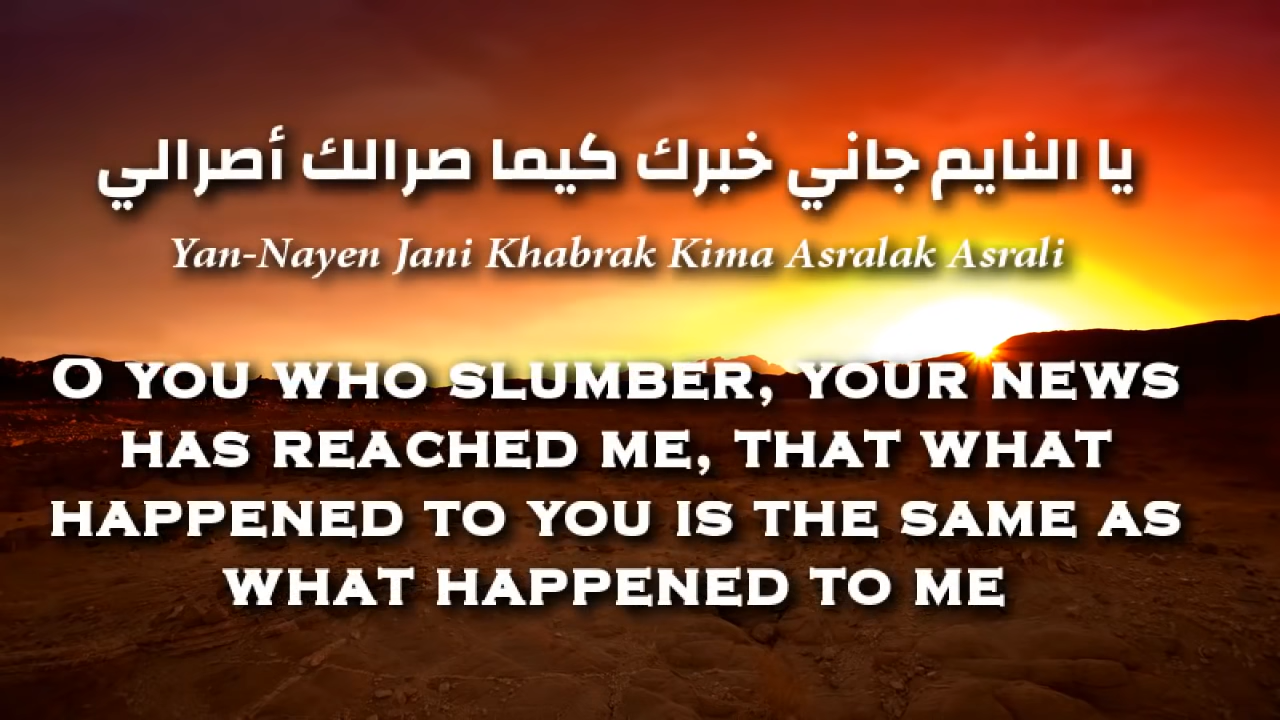 يا النايم جاني خبرك كيما صرالك أصرالي
Yan-Nayen Jani Khabrak Kima Asralak Asrali
O YOU WHO SLUMBER, YOUR NEWS
HAS REACHED ME, THAT WHAT
HAPPENED TO YOU IS THE SAME AS
WHAT HAPPENED TO ME